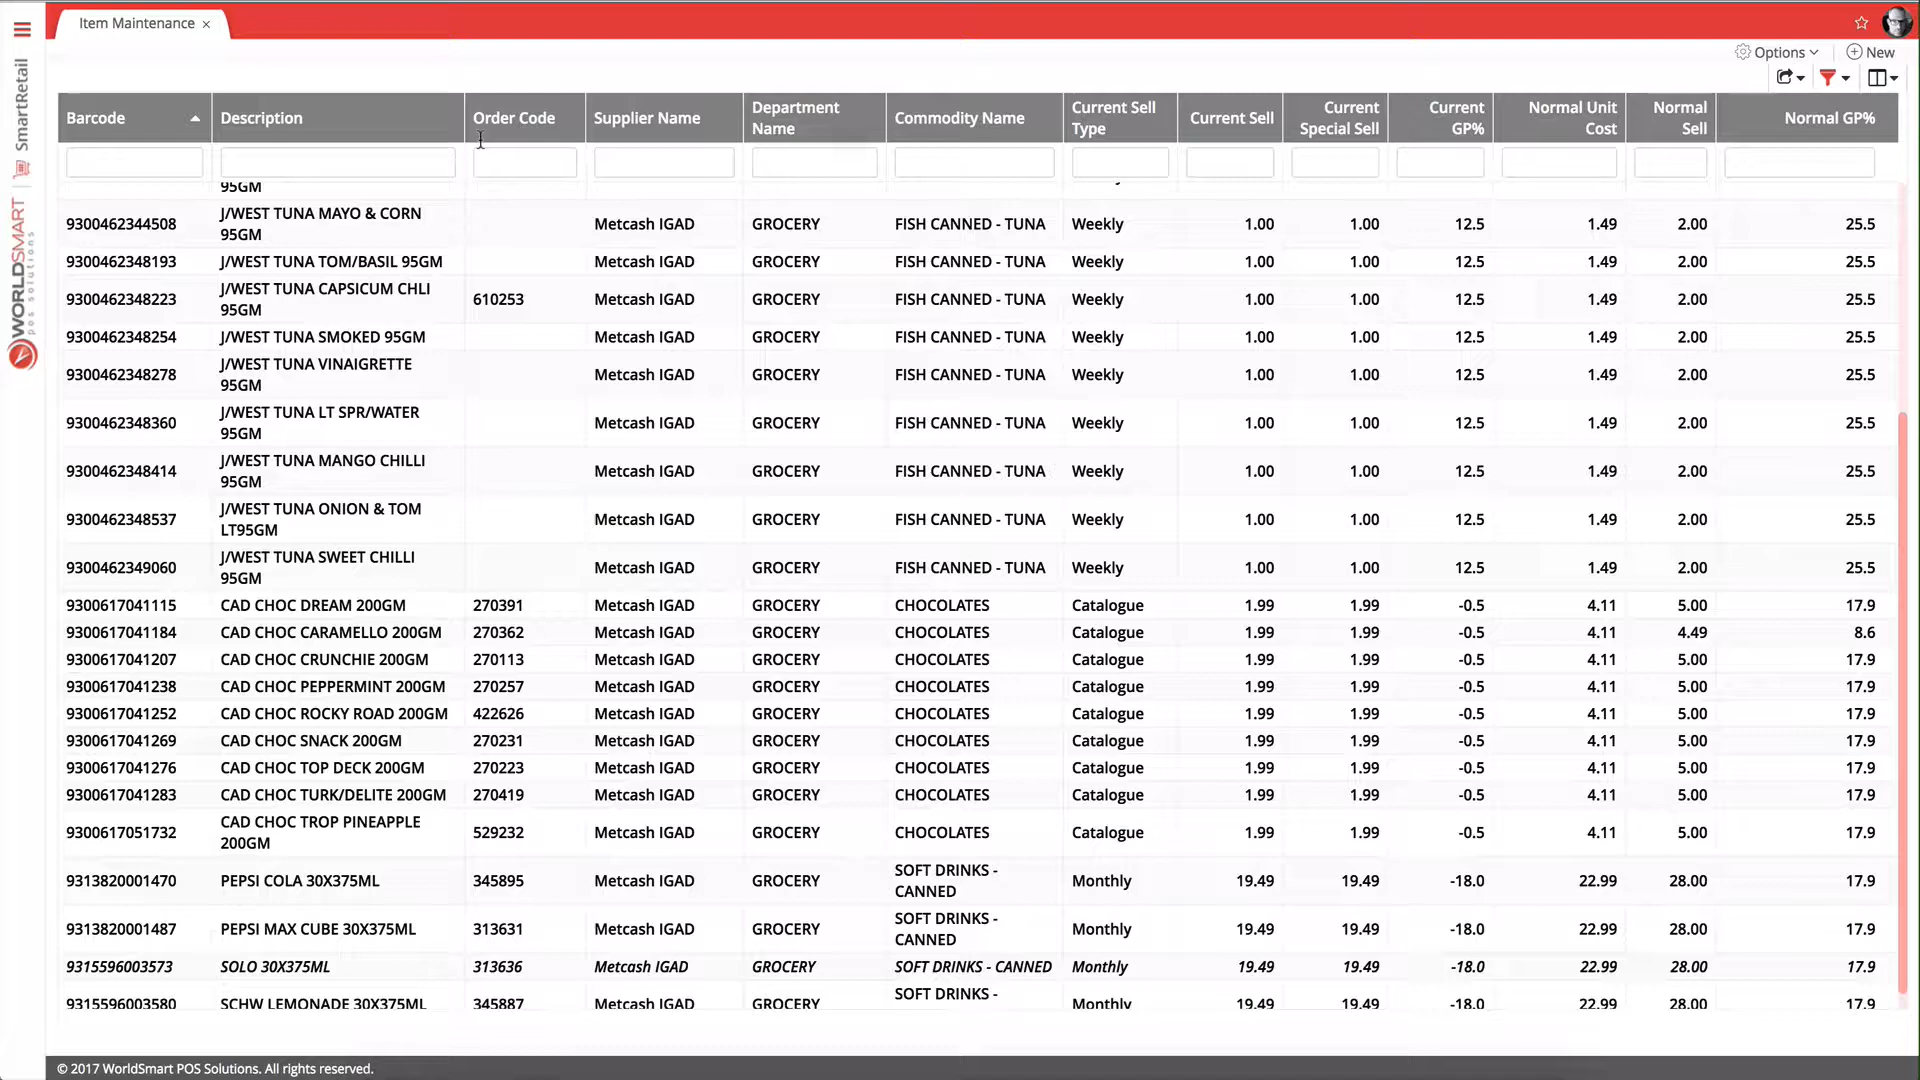 Item Maintenance ×
Options
New
SmartRetail
WORLDSMART
pos solutions
Barcode Description Order Code Supplier Name Department Name Commodity Name Current Sell Type Current Sell Current Special Sell Current GP% Normal Unit Cost Normal Sell Normal GP%
95GM
9300462344508 J/WEST TUNA MAYO & CORN 95GM Metcash IGAD GROCERY FISH CANNED - TUNA Weekly 1.00 1.00 12.5 1.49 2.00 25.5
9300462348193 J/WEST TUNA TOM/BASIL 95GM Metcash IGAD GROCERY FISH CANNED - TUNA Weekly 1.00 1.00 12.5 1.49 2.00 25.5
9300462348223 J/WEST TUNA CAPSICUM CHLI 95GM 610253 Metcash IGAD GROCERY FISH CANNED - TUNA Weekly 1.00 1.00 12.5 1.49 2.00 25.5
9300462348254 J/WEST TUNA SMOKED 95GM Metcash IGAD GROCERY FISH CANNED - TUNA Weekly 1.00 1.00 12.5 1.49 2.00 25.5
9300462348278 J/WEST TUNA VINAIGRETTE 95GM Metcash IGAD GROCERY FISH CANNED - TUNA Weekly 1.00 1.00 12.5 1.49 2.00 25.5
9300462348360 J/WEST TUNA LT SPR/WATER 95GM Metcash IGAD GROCERY FISH CANNED - TUNA Weekly 1.00 1.00 12.5 1.49 2.00 25.5
9300462348414 J/WEST TUNA MANGO CHILLI 95GM Metcash IGAD GROCERY FISH CANNED - TUNA Weekly 1.00 1.00 12.5 1.49 2.00 25.5
9300462348537 J/WEST TUNA ONION & TOM LT95GM Metcash IGAD GROCERY FISH CANNED - TUNA Weekly 1.00 1.00 12.5 1.49 2.00 25.5
9300462349060 J/WEST TUNA SWEET CHILLI 95GM Metcash IGAD GROCERY FISH CANNED - TUNA Weekly 1.00 1.00 12.5 1.49 2.00 25.5
9300617041115 CAD CHOC DREAM 200GM 270391 Metcash IGAD GROCERY CHOCOLATES Catalogue 1.99 1.99 -0.5 4.11 5.00 17.9
9300617041184 CAD CHOC CARAMELLO 200GM 270362 Metcash IGAD GROCERY CHOCOLATES Catalogue 1.99 1.99 -0.5 4.11 4.49 8.6
9300617041207 CAD CHOC CRUNCHIE 200GM 270113 Metcash IGAD GROCERY CHOCOLATES Catalogue 1.99 1.99 -0.5 4.11 5.00 17.9
9300617041238 CAD CHOC PEPPERMINT 200GM 270257 Metcash IGAD GROCERY CHOCOLATES Catalogue 1.99 1.99 -0.5 4.11 5.00 17.9
9300617041252 CAD CHOC ROCKY ROAD 200GM 422626 Metcash IGAD GROCERY CHOCOLATES Catalogue 1.99 1.99 -0.5 4.11 5.00 17.9
9300617041269 CAD CHOC SNACK 200GM 270231 Metcash IGAD GROCERY CHOCOLATES Catalogue 1.99 1.99 -0.5 4.11 5.00 17.9
9300617041276 CAD CHOC TOP DECK 200GM 270223 Metcash IGAD GROCERY CHOCOLATES Catalogue 1.99 1.99 -0.5 4.11 5.00 17.9
9300617041283 CAD CHOC TURK/DELITE 200GM 270419 Metcash IGAD GROCERY CHOCOLATES Catalogue 1.99 1.99 -0.5 4.11 5.00 17.9
9300617051732 CAD CHOC TROP PINEAPPLE 200GM 529232 Metcash IGAD GROCERY CHOCOLATES Catalogue 1.99 1.99 -0.5 4.11 5.00 17.9
9313820001470 PEPSI COLA 30X375ML 345895 Metcash IGAD GROCERY SOFT DRINKS - CANNED Monthly 19.49 19.49 -18.0 22.99 28.00 17.9
9313820001487 PEPSI MAX CUBE 30X375ML 313631 Metcash IGAD GROCERY SOFT DRINKS - CANNED Monthly 19.49 19.49 -18.0 22.99 28.00 17.9
9315596003573 SOLO 30X375ML 313636 Metcash IGAD GROCERY SOFT DRINKS - CANNED Monthly 19.49 19.49 -18.0 22.99 28.00 17.9
9315596003580 SCHW LEMONADE 30X375ML 345887 Metcash IGAD GROCERY SOFT DRINKS - Monthly 19.49 19.49 -18.0 22.99 28.00 17.9
© 2017 WorldSmart POS Solutions. All rights reserved.